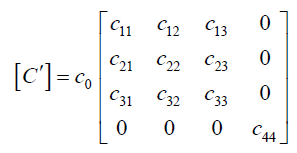 [C′] = c₀ [ c₁₁ c₁₂ c₁₃ 0
c₂₁ c₂₂ c₂₃ 0
c₃₁ c₃₂ c₃₃ 0
0 0 0 c₄₄ ]